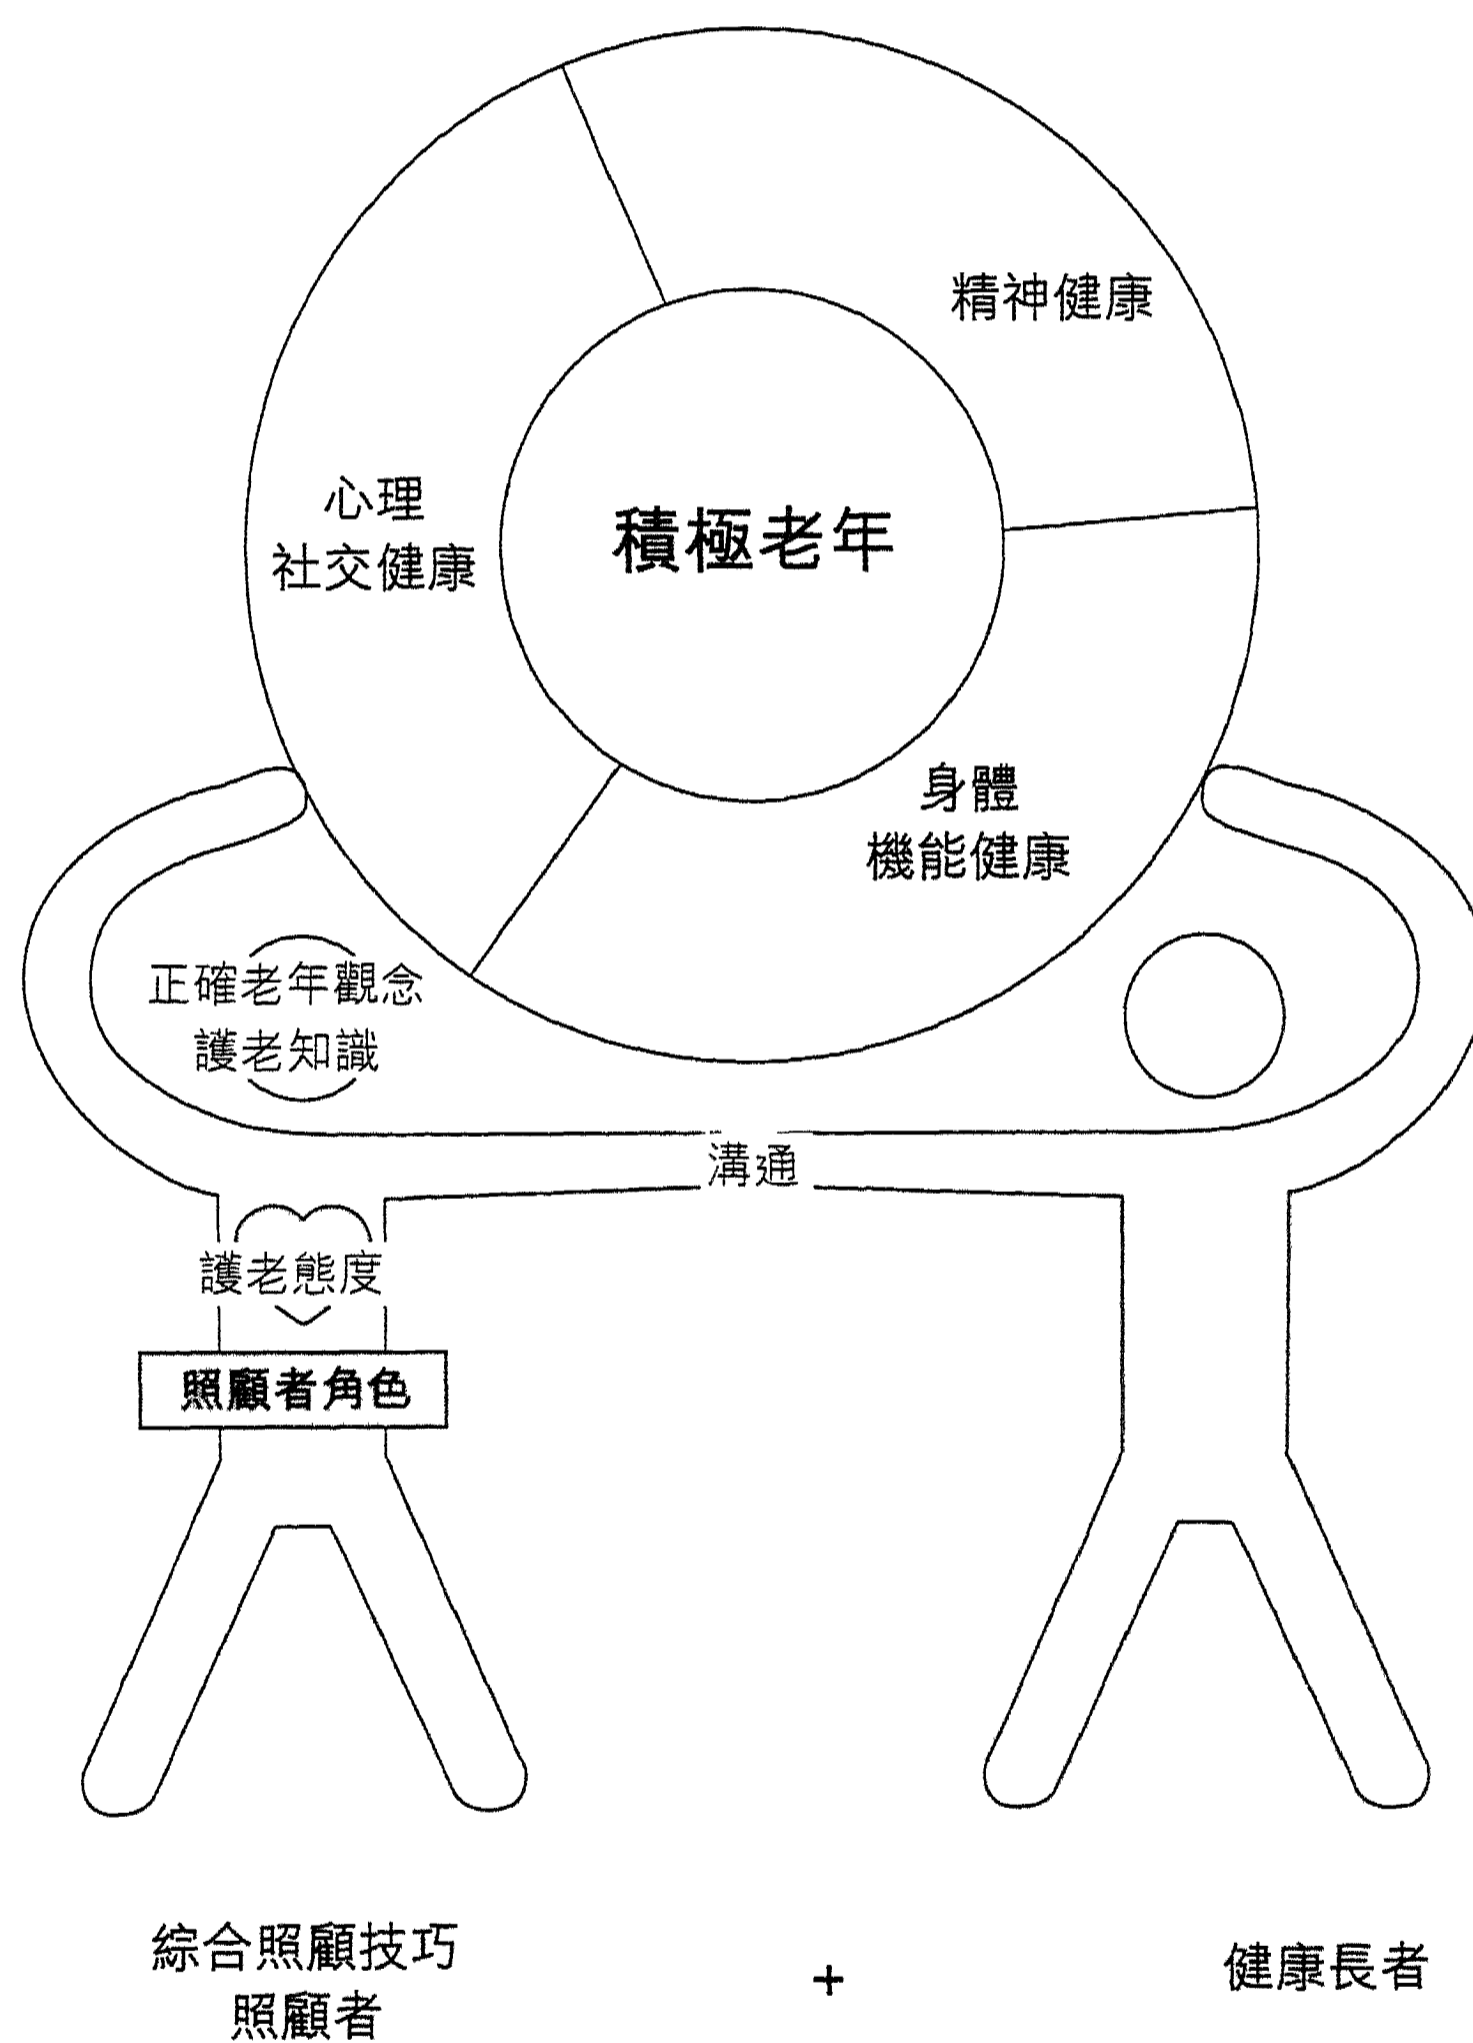 精神健康
心理
社交健康
積極老年
身體
機能健康
正確老年觀念
護老知識
溝通
護老態度
照顧者角色
綜合照顧技巧
照顧者
+
健康長者